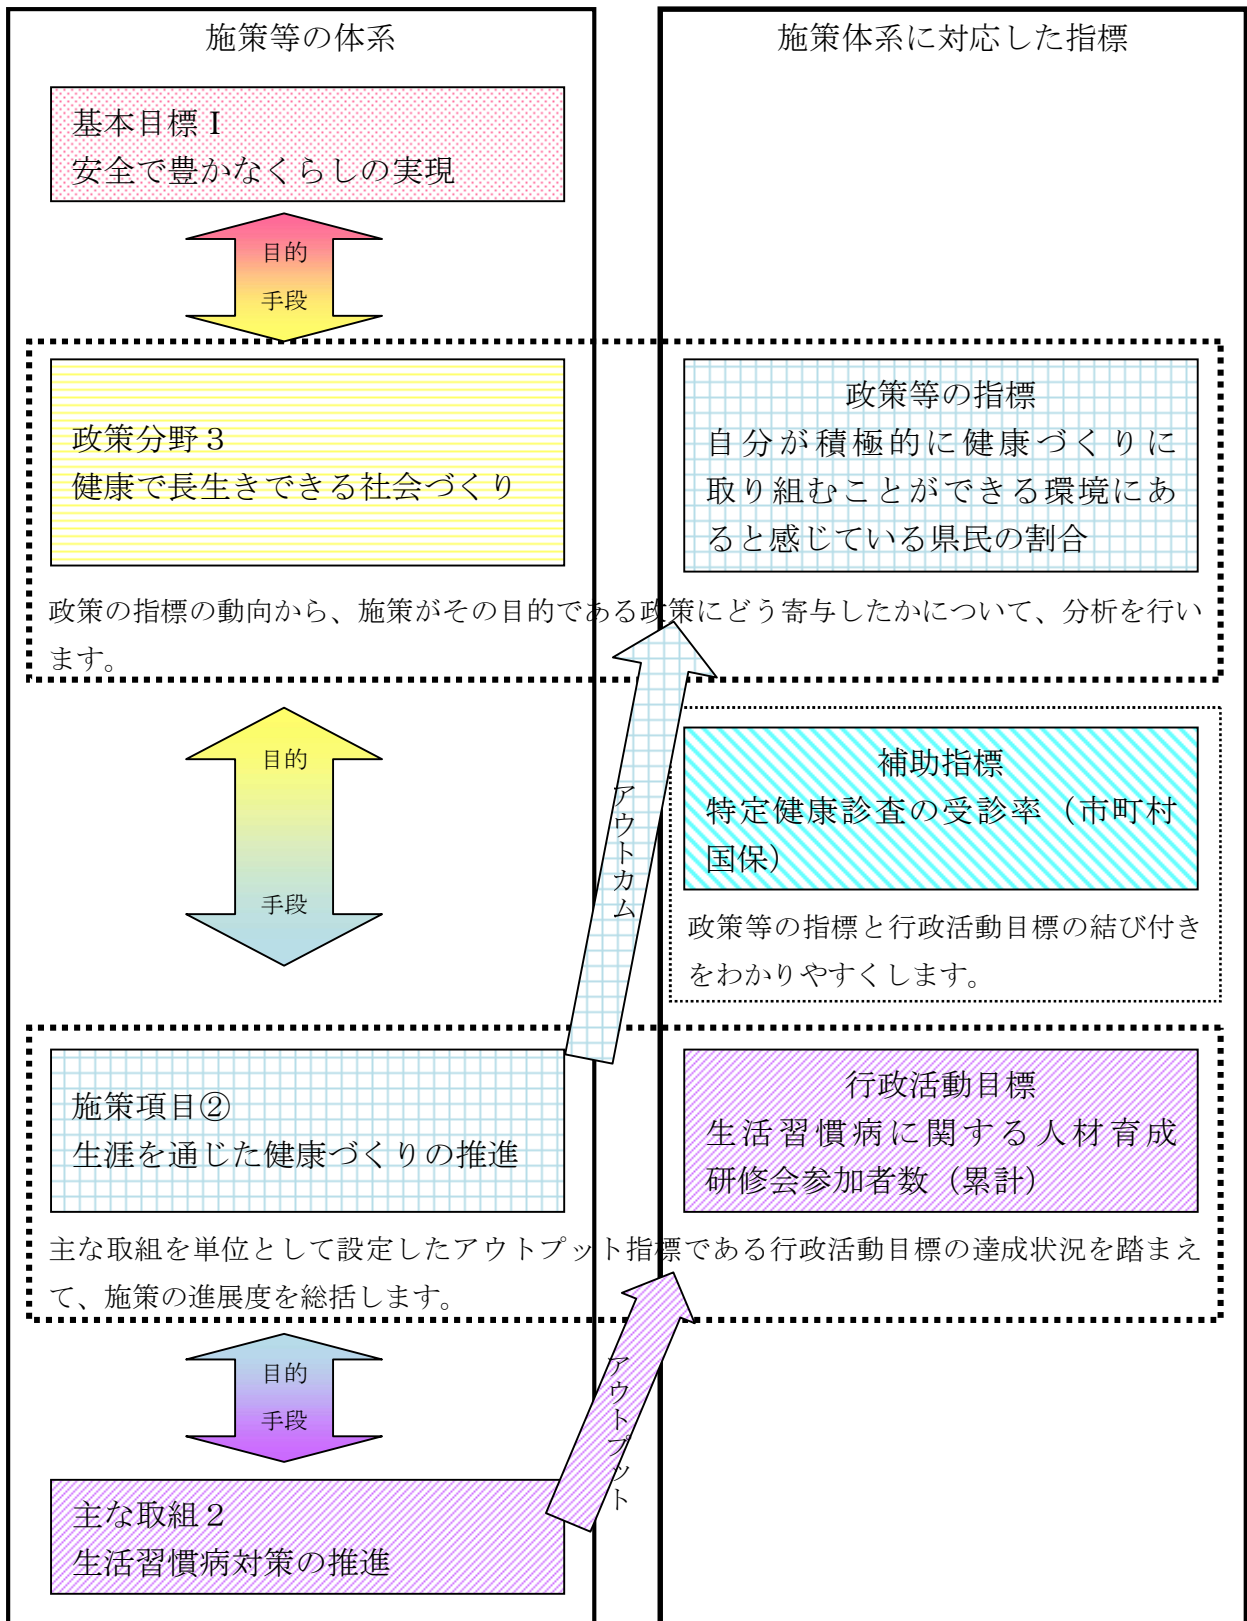 施策等の体系
施策体系に対応した指標
基本目標Ⅰ
安全で豊かなくらしの実現
目的
手段
政策分野３
健康で長生きできる社会づくり
政策等の指標
自分が積極的に健康づくりに
取り組むことができる環境にあ
ると感じている県民の割合
政策の指標の動向から、施策がその目的である政策にどう寄与したかについて、分析を行い
ます。
目的
手段
アウトカム
補助指標
特定健康診査の受診率（市町村
国保）
政策等の指標と行政活動目標の結び付き
をわかりやすくします。
施策項目②
生涯を通じた健康づくりの推進
行政活動目標
生活習慣病に関する人材育成
研修会参加者数（累計）
主な取組を単位として設定したアウトプット指標である行政活動目標の達成状況を踏まえ
て、施策の進展度を総括します。
目的
手段
アウトプット
主な取組２
生活習慣病対策の推進